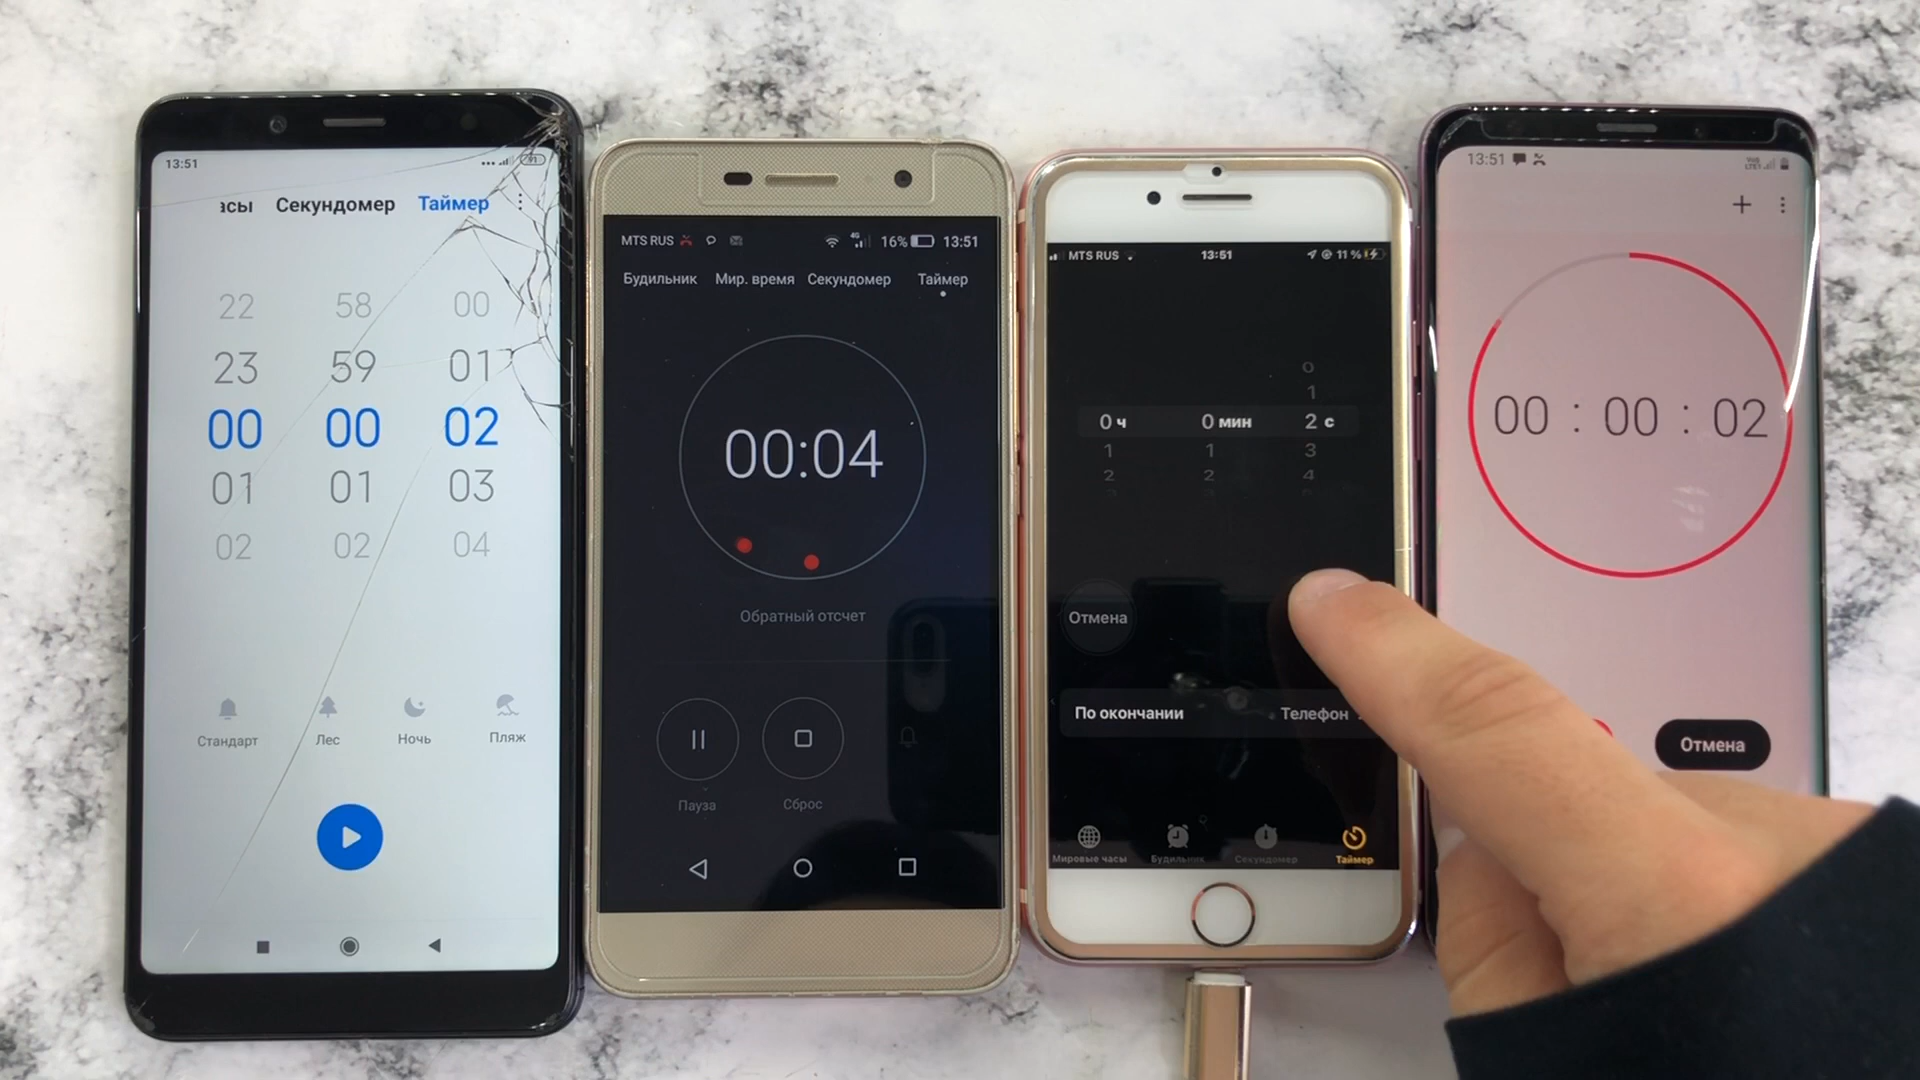 13:51
асы Секундомер Таймер
22 58 00
23 59 01
00 00 02
01 01 03
02 02 04
Стандарт Лес Ночь Пляж
MTS RUS 4G 16% 13:51
Будильник Мир. время Секундомер Таймер
00:04
Обратный отсчет
Пауза Сброс
MTS RUS 13:51 11 %
0
1
0 ч 0 мин 2 с
1 1 3
2 2 4
Отмена
По окончании Телефон
Мировые часы Будильник Секундомер Таймер
13:51
00 : 00 : 02
Отмена